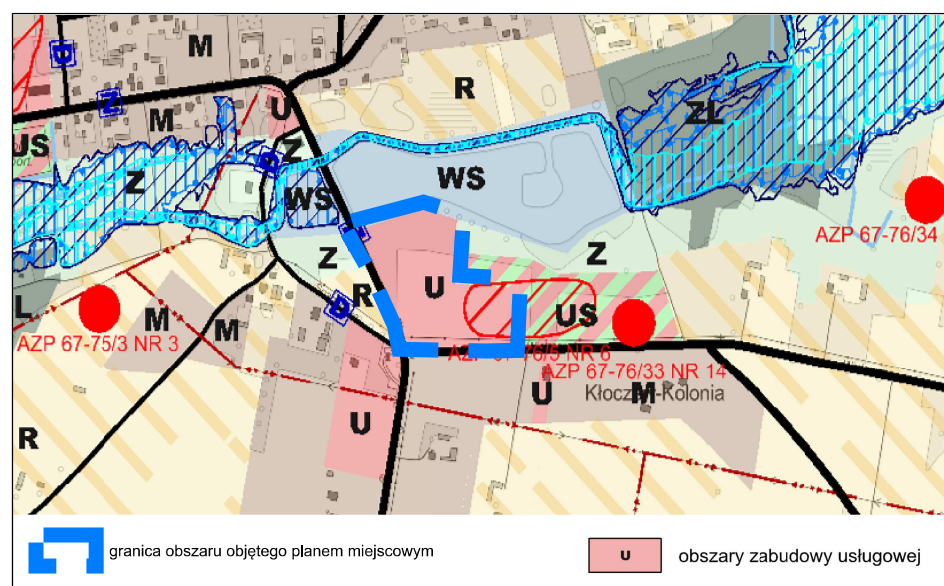 M
D
Z
M
U
R
ZL
US
Z
D
Z
WS
WS
AZP 67-76/34
Z
Z
U
R
D
US
L
M
M
AZP 67-75/3 NR 3
AZP 67-76/33 NR 14
U
M
Kłocz
-Kolonia
U
R
granica obszaru objętego planem miejscowym
U
obszary zabudowy usługowej